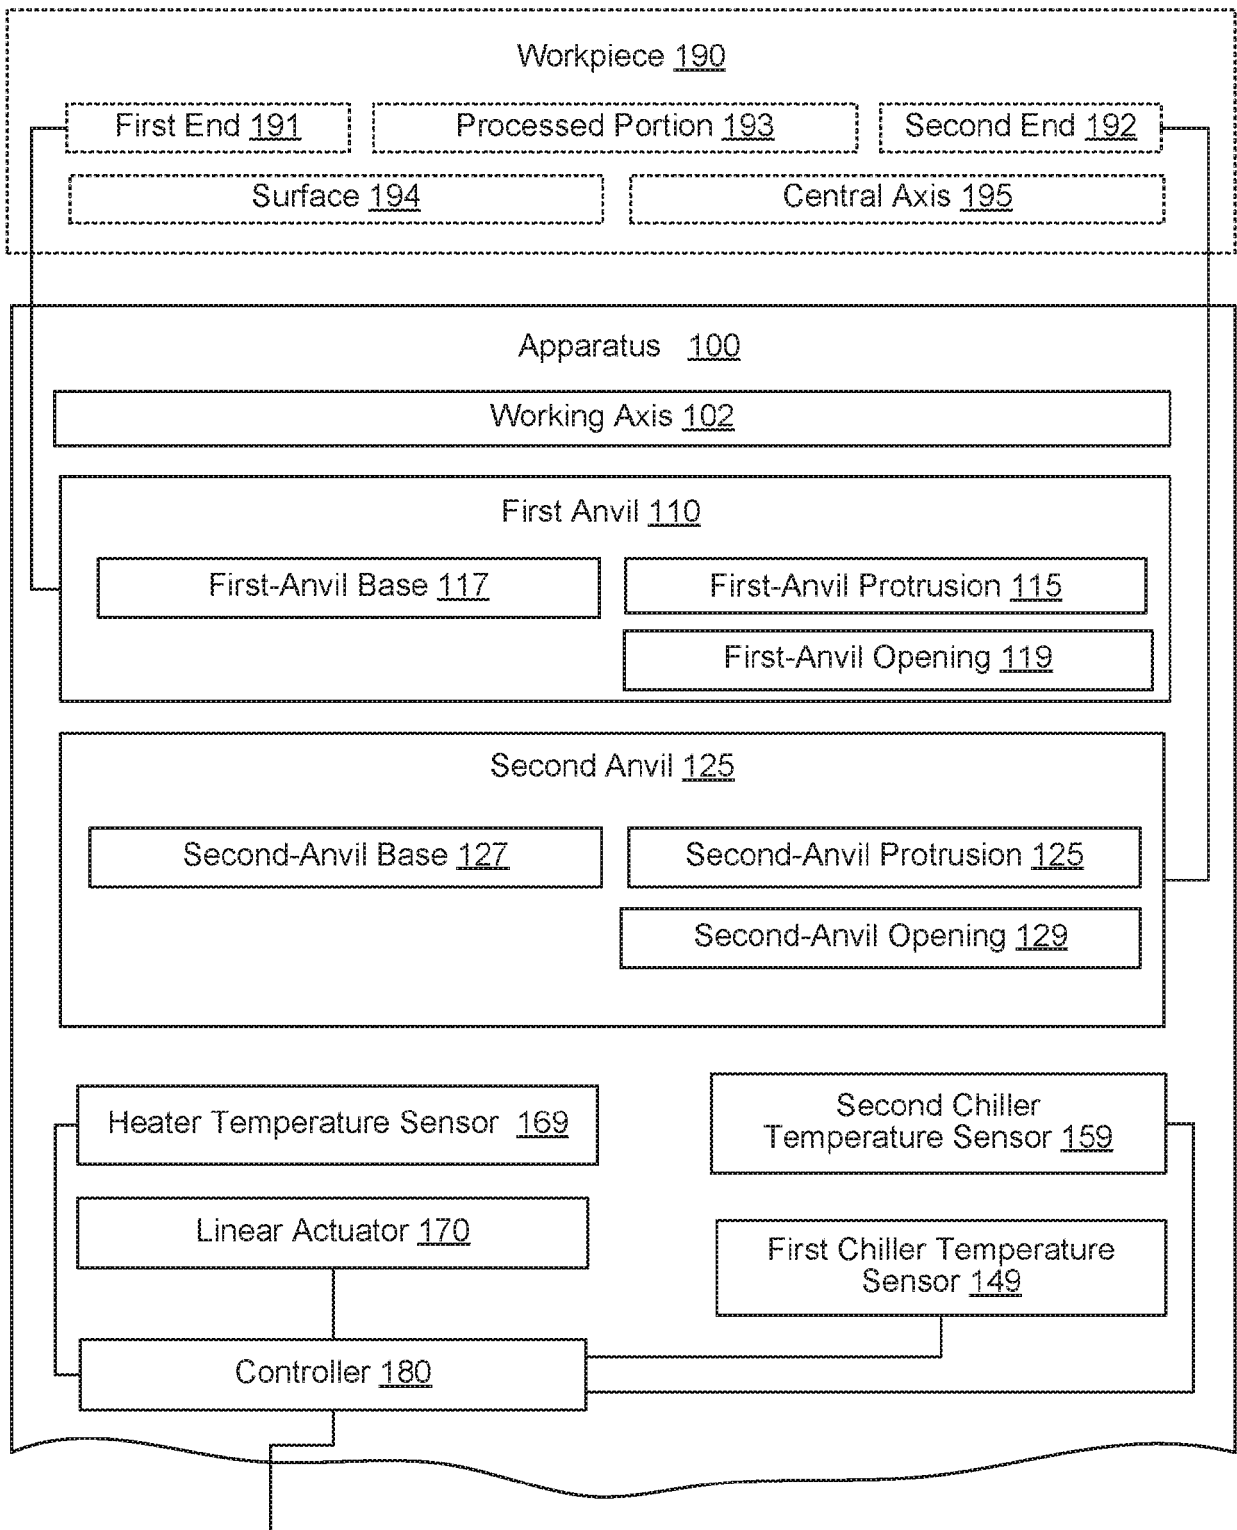 Workpiece 190
First End 191
Processed Portion 193
Second End 192
Surface 194
Central Axis 195
Apparatus 100
Working Axis 102
First Anvil 110
First-Anvil Base 117
First-Anvil Protrusion 115
First-Anvil Opening 119
Second Anvil 125
Second-Anvil Base 127
Second-Anvil Protrusion 125
Second-Anvil Opening 129
Heater Temperature Sensor 169
Second Chiller
Temperature Sensor 159
Linear Actuator 170
First Chiller Temperature
Sensor 149
Controller 180